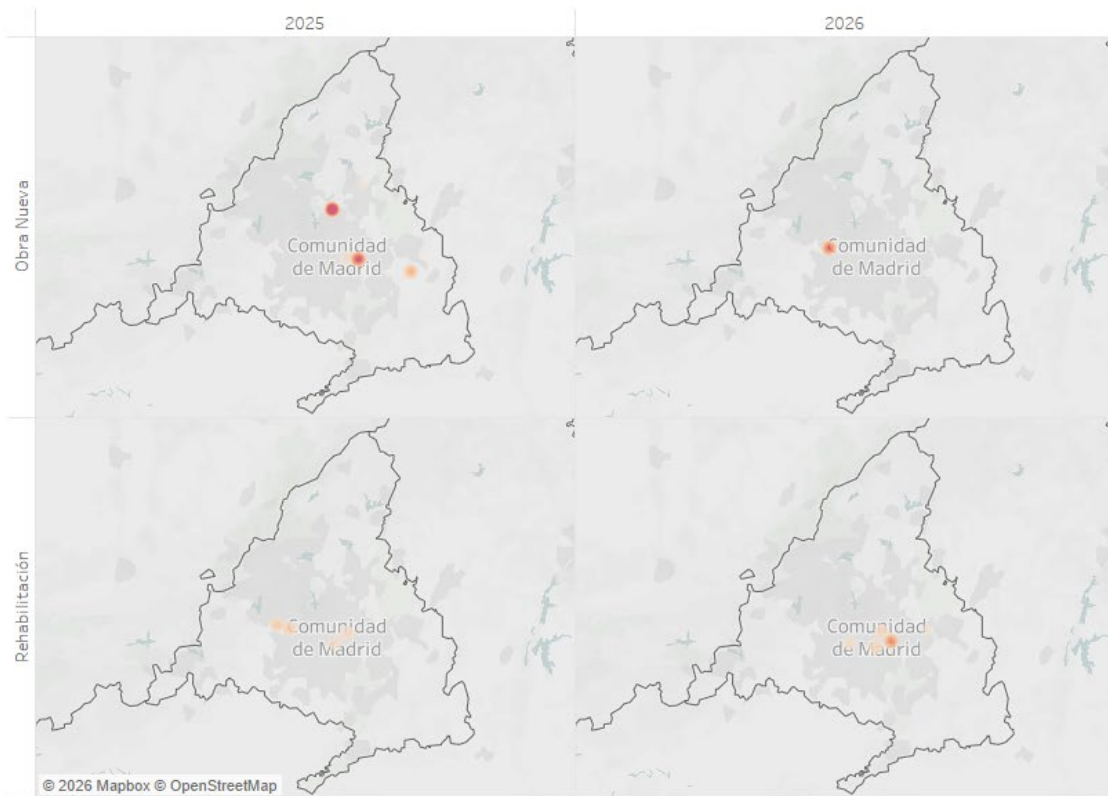 2025
2026
Obra Nueva
Comunidad
de Madrid
Comunidad
de Madrid
Rehabilitación
Comunidad
de Madrid
Comunidad
de Madrid
© 2026 Mapbox © OpenStreetMap